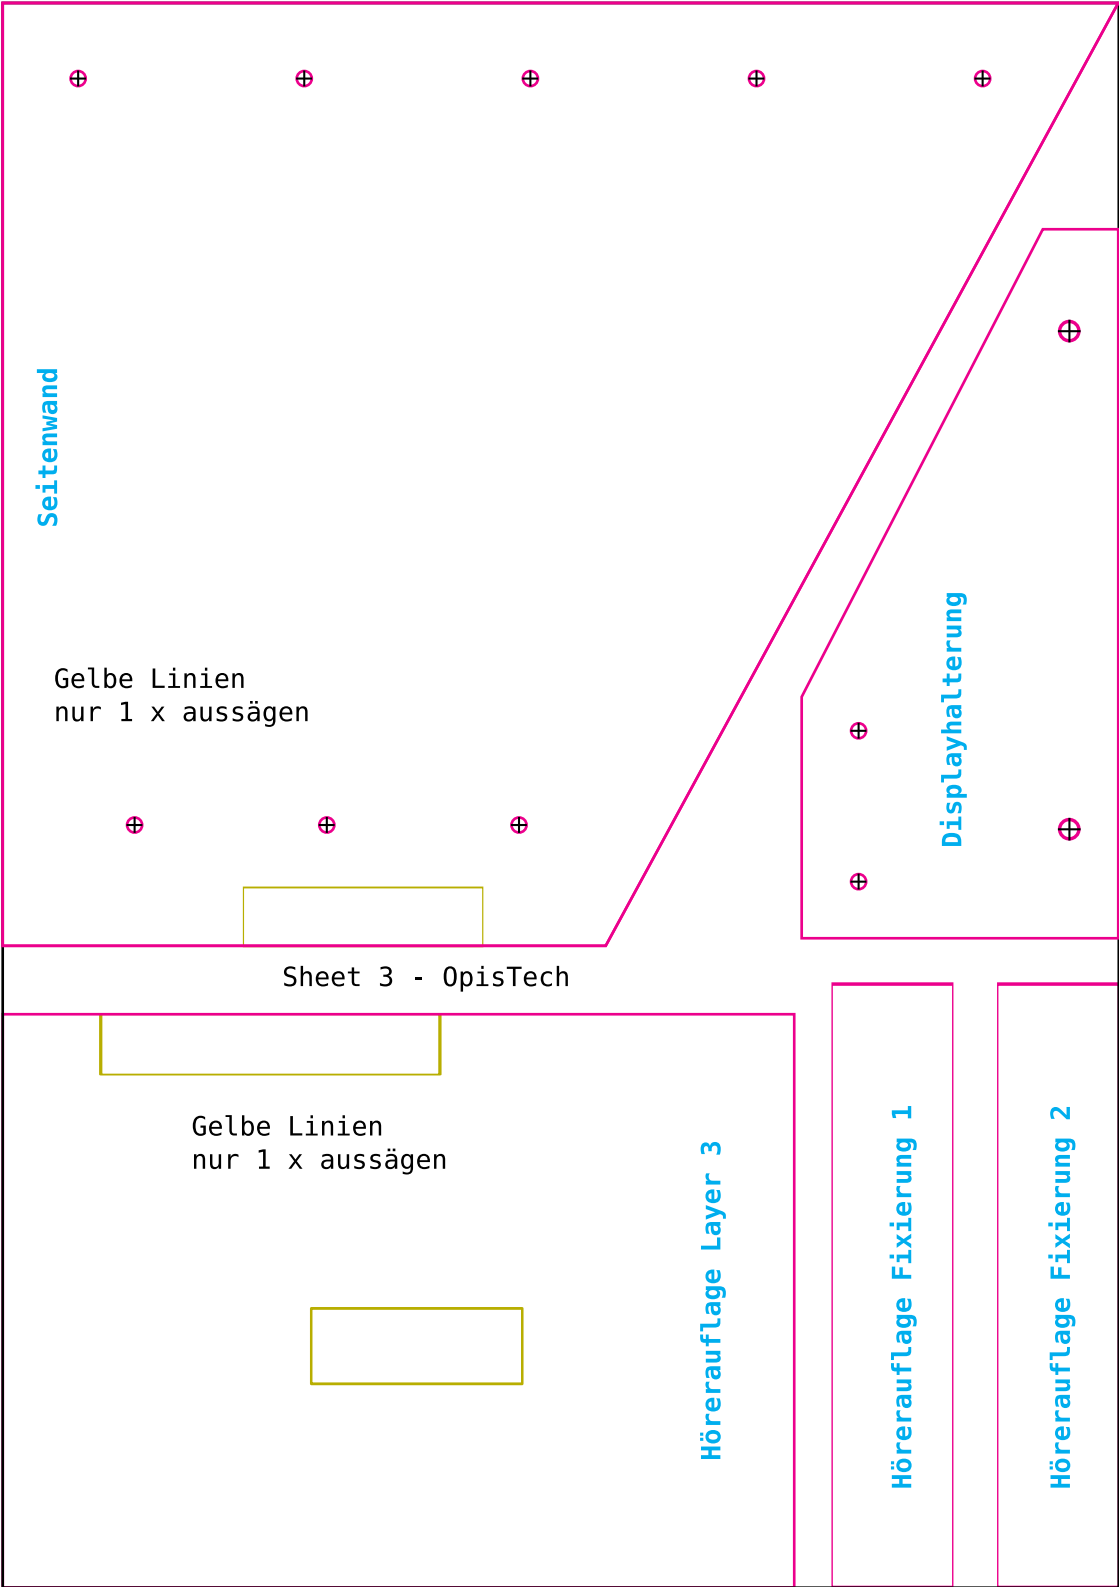 Seitenwand
Gelbe Linien
nur 1 x aussägen
Displayhalterung
Sheet 3 - OpisTech
Gelbe Linien
nur 1 x aussägen
Hörerauflage Layer 3
Hörerauflage Fixierung 1
Hörerauflage Fixierung 2